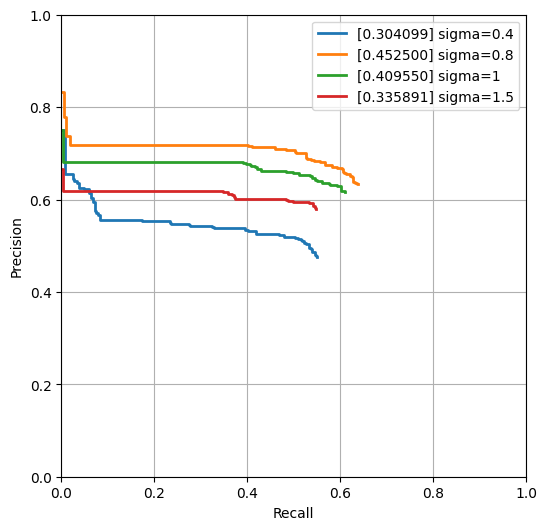 1.0
0.8
0.6
0.4
0.2
0.0
Precision
[0.304099] sigma=0.4
[0.452500] sigma=0.8
[0.409550] sigma=1
[0.335891] sigma=1.5
0.0 0.2 0.4 0.6 0.8 1.0
Recall